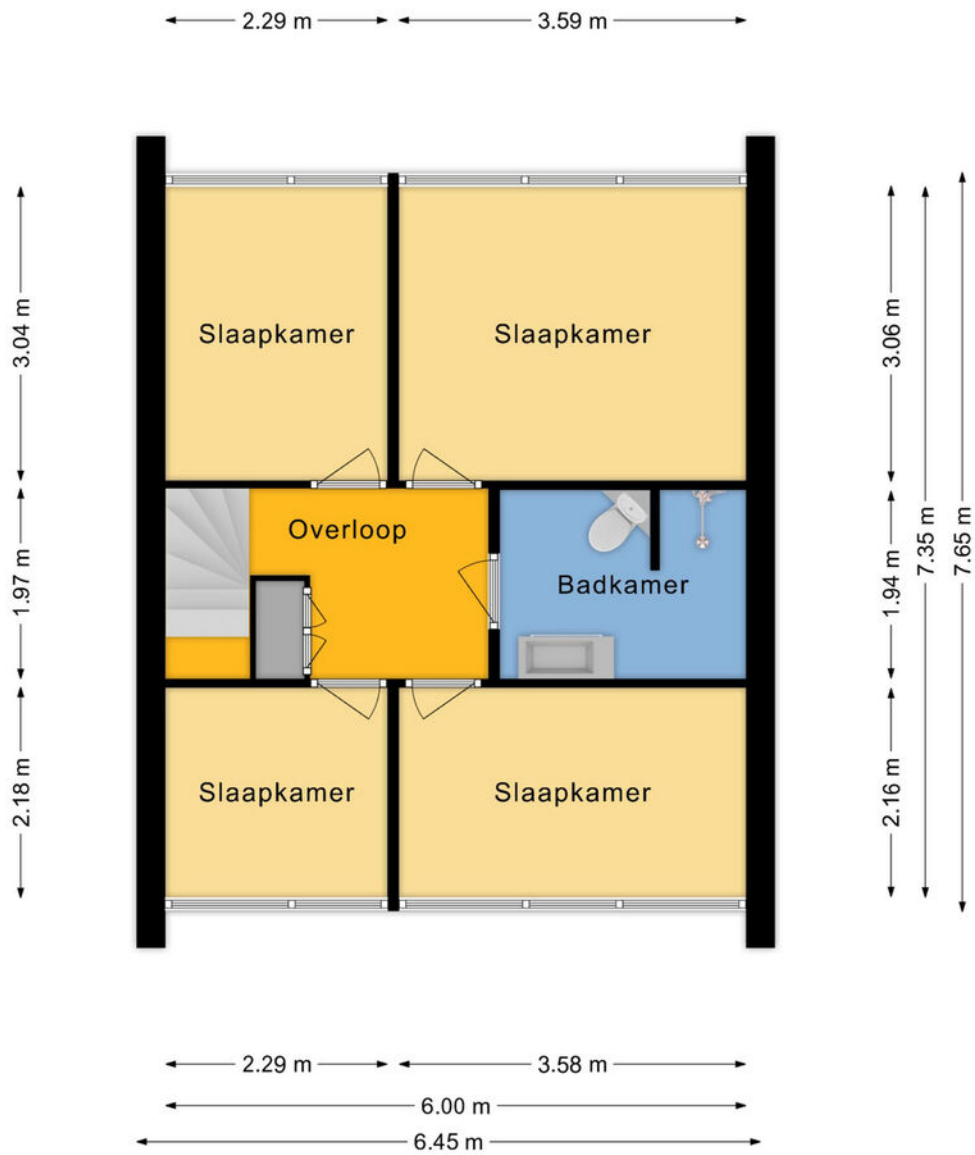 2.29 m 3.59 m
3.04 m
1.97 m
2.18 m
Slaapkamer Slaapkamer
Overloop
Badkamer
Slaapkamer Slaapkamer
3.06 m
1.94 m
2.16 m
7.35 m
7.65 m
2.29 m 3.58 m
6.00 m
6.45 m